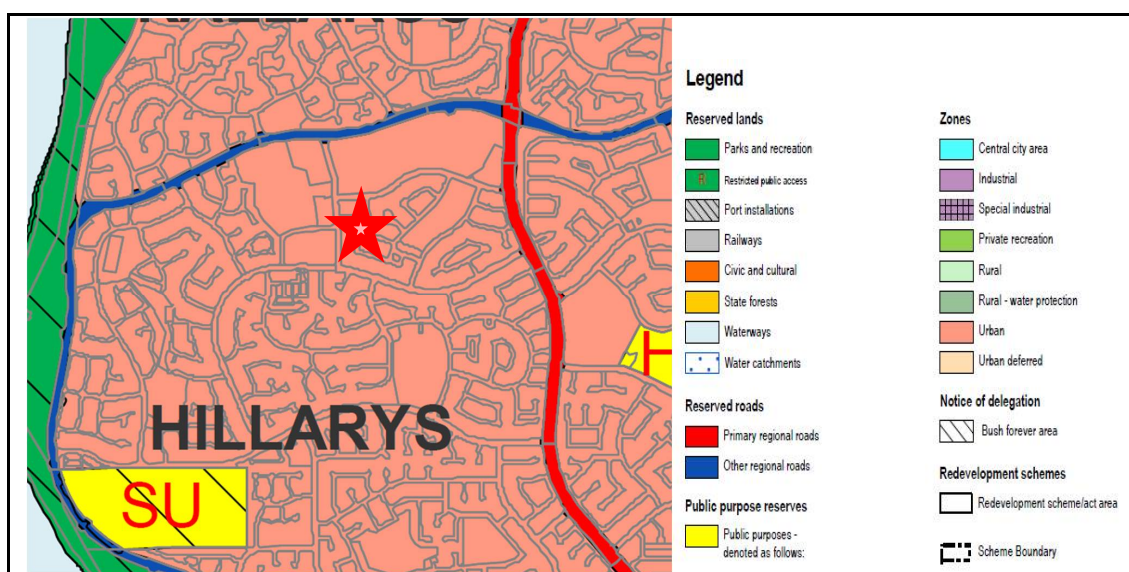 HILLARYS
SU
H
Legend
Reserved lands
Parks and recreation
R
Restricted public access
Port installations
Railways
Civic and cultural
State forests
Waterways
Water catchments
Reserved roads
Primary regional roads
Other regional roads
Public purpose reserves
Public purposes -
denoted as follows:
Zones
Central city area
Industrial
Special industrial
Private recreation
Rural
Rural - water protection
Urban
Urban deferred
Notice of delegation
Bush forever area
Redevelopment schemes
Redevelopment scheme/act area
Scheme Boundary